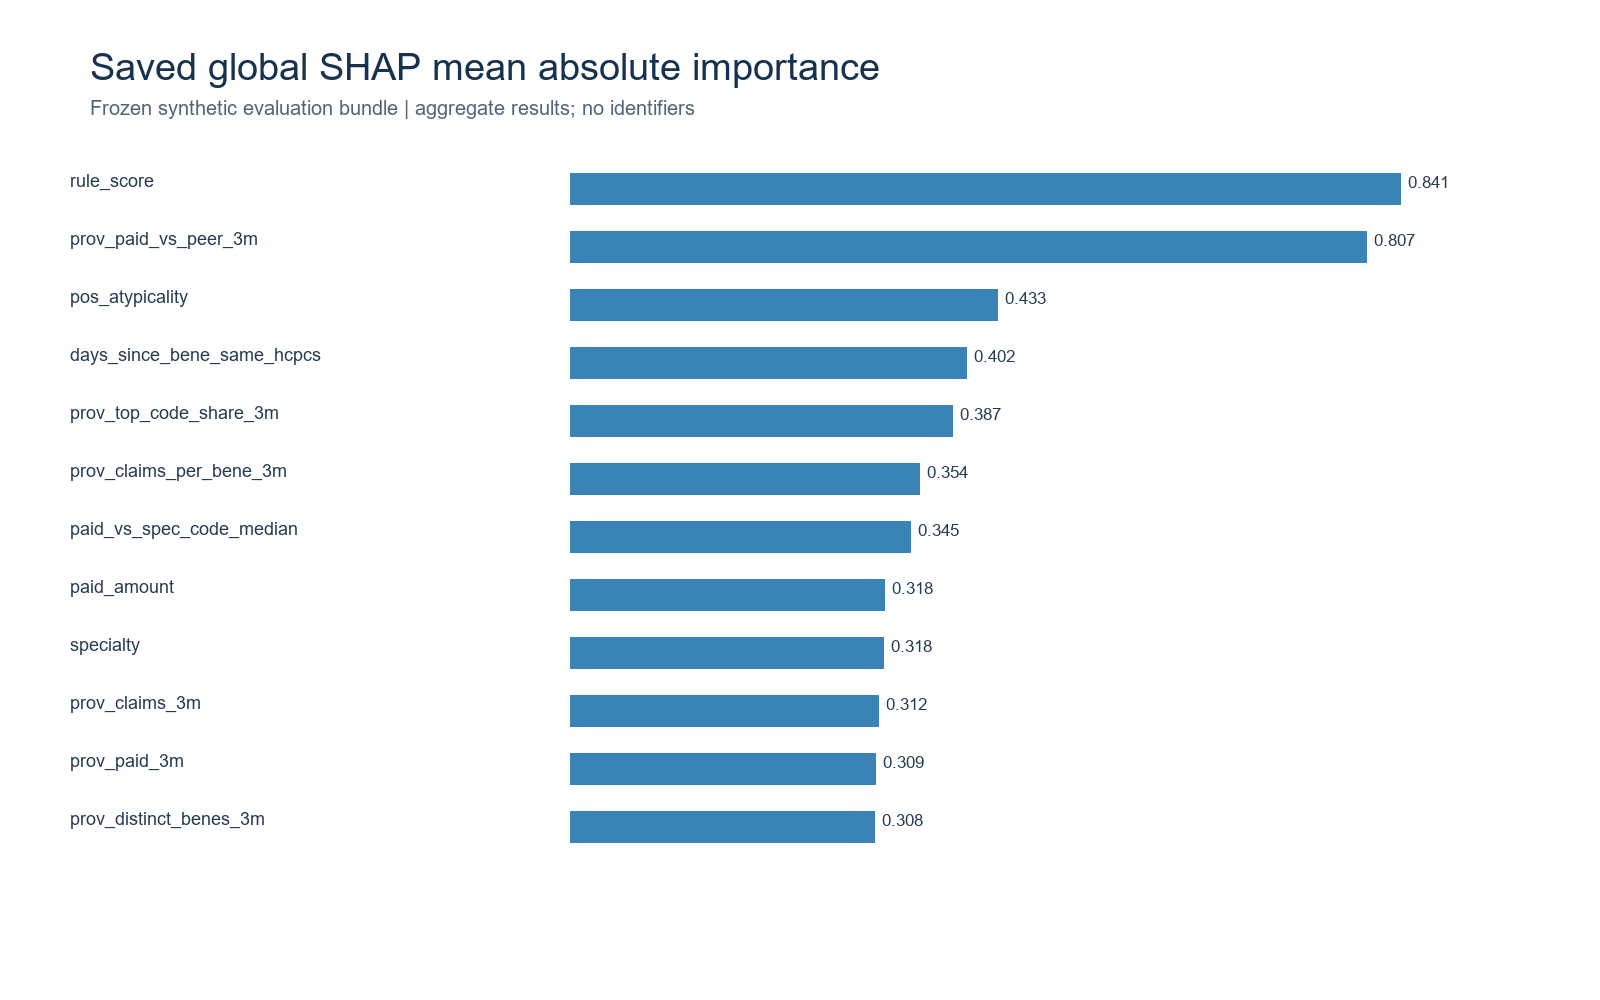 Saved global SHAP mean absolute importance
Frozen synthetic evaluation bundle | aggregate results; no identifiers
rule_score 0.841
prov_paid_vs_peer_3m 0.807
pos_atypicality 0.433
days_since_bene_same_hcpcs 0.402
prov_top_code_share_3m 0.387
prov_claims_per_bene_3m 0.354
paid_vs_spec_code_median 0.345
paid_amount 0.318
specialty 0.318
prov_claims_3m 0.312
prov_paid_3m 0.309
prov_distinct_benes_3m 0.308